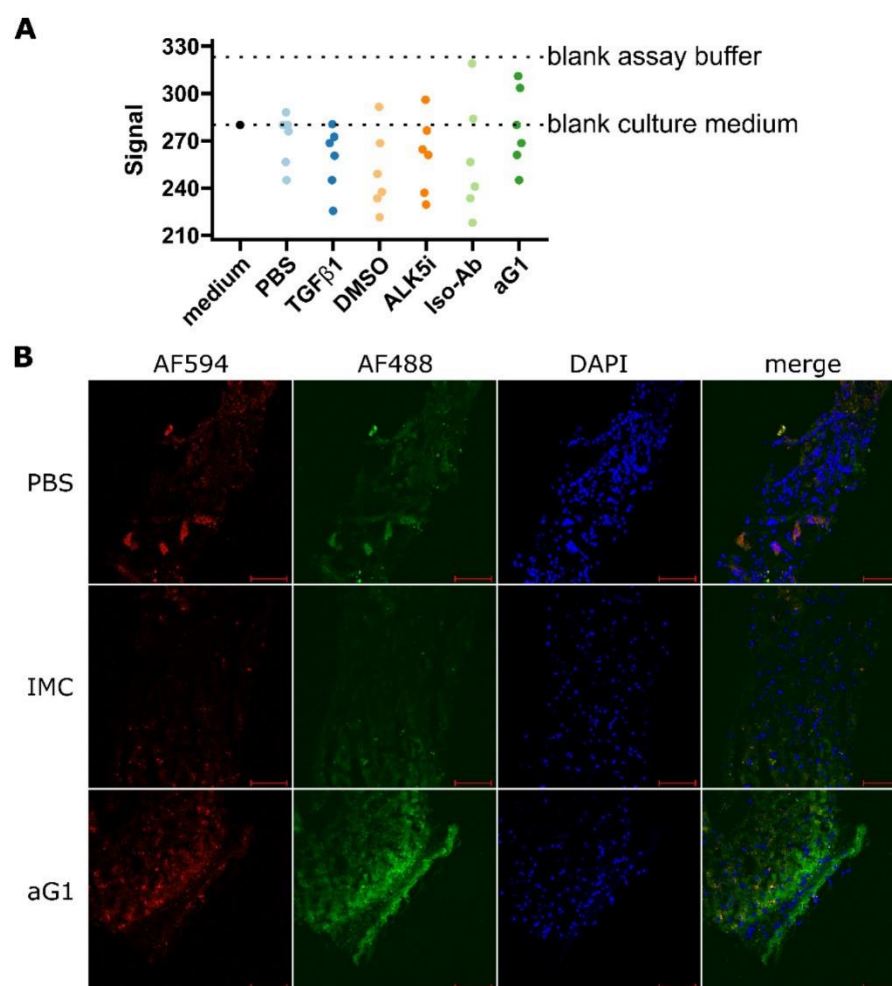 A
330
300
270
240
210
Signal
blank assay buffer
blank culture medium
medium
PBS
TGFβ1
DMSO
ALK5i
Iso-Ab
aG1
B
AF594 AF488 DAPI merge
PBS
IMC
aG1